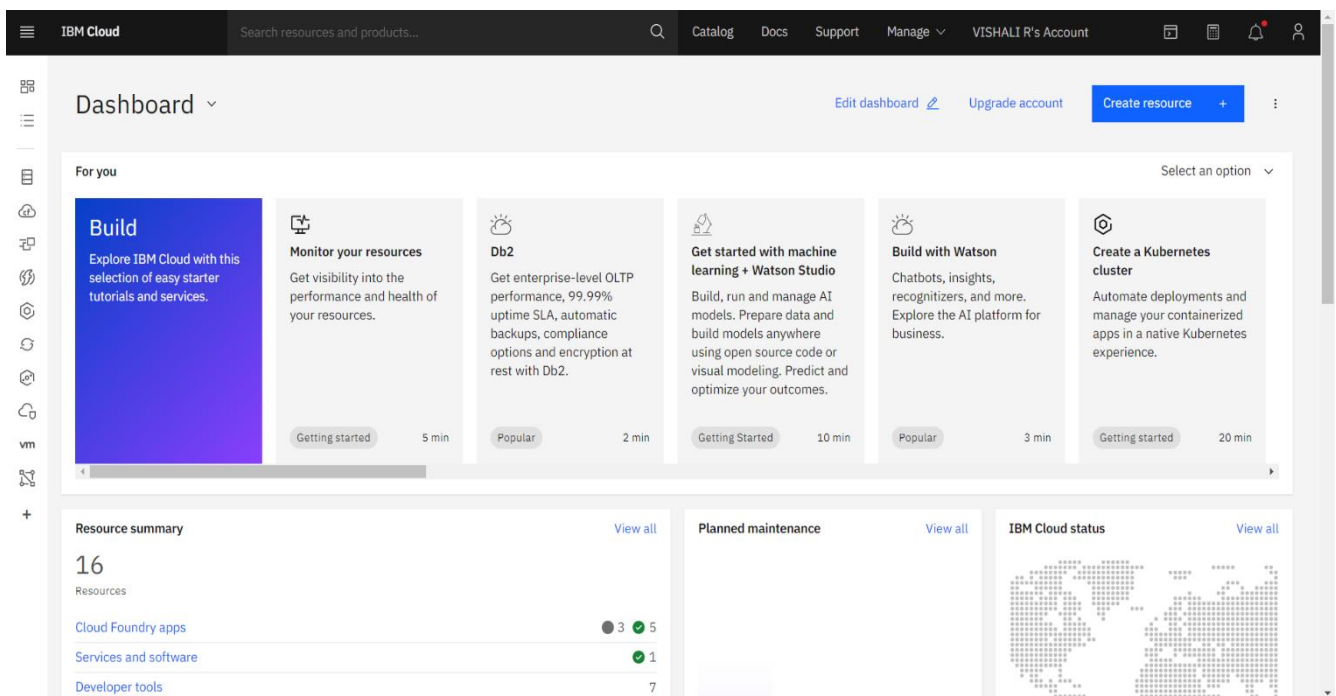 IBM Cloud
Search resources and products...
Catalog
Docs
Support
Manage
VISHALI R's Account
Dashboard
Edit dashboard
Upgrade account
Create resource +
For you
Select an option
Build
Explore IBM Cloud with this
selection of easy starter
tutorials and services.
Monitor your resources
Get visibility into the
performance and health of
your resources.
Getting started
5 min
Db2
Get enterprise-level OLTP
performance, 99.99%
uptime SLA, automatic
backups, compliance
options and encryption at
rest with Db2.
Popular
2 min
Get started with machine
learning + Watson Studio
Build, run and manage AI
models. Prepare data and
build models anywhere
using open source code or
visual modeling. Predict and
optimize your outcomes.
Getting Started
10 min
Build with Watson
Chatbots, insights,
recognitizers, and more.
Explore the AI platform for
business.
Popular
3 min
Create a Kubernetes
cluster
Automate deployments and
manage your containerized
apps in a native Kubernetes
experience.
Getting started
20 min
vm
+
Resource summary
View all
16
Resources
Cloud Foundry apps
3
5
Services and software
1
Developer tools
7
Planned maintenance
View all
IBM Cloud status
View all